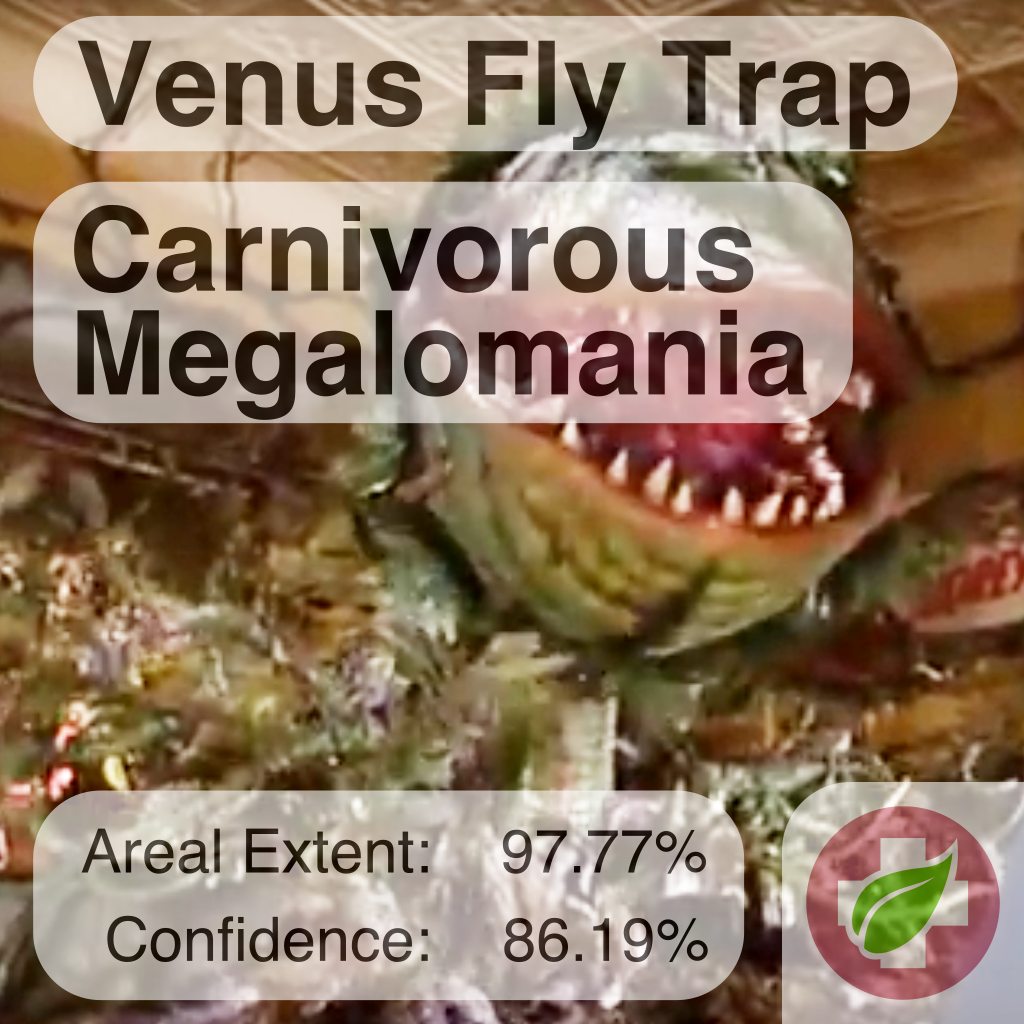 Venus Fly Trap
Carnivorous
Megalomania
Areal Extent: 97.77%
Confidence: 86.19%